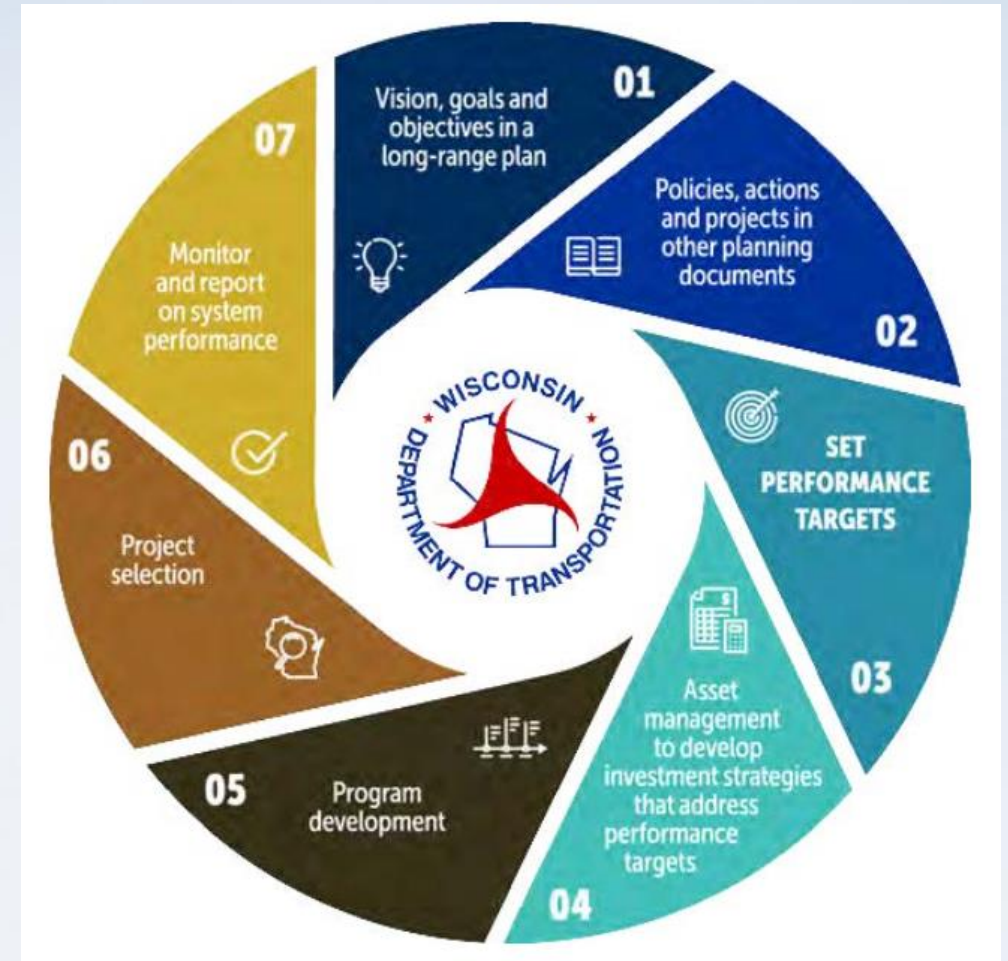 01
Vision, goals and
objectives in a
long-range plan
Policies, actions
and projects in
other planning
documents
02
SET
PERFORMANCE
TARGETS
03
Asset
management
to develop
investment strategies
that address
performance
targets
04
05
Program
development
06
Project
selection
07
Monitor
and report
on system
performance
WISCONSIN
DEPARTMENT OF TRANSPORTATION
$